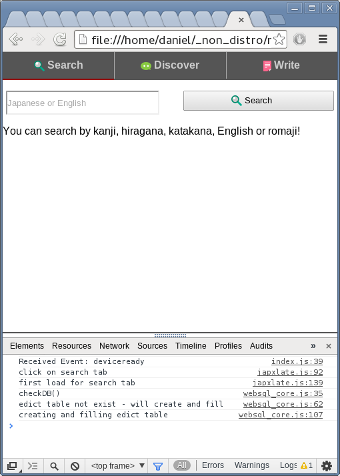 file:///home/daniel/_non_distro/r
Search
Discover
Write
Japanese or English
Search
You can search by kanji, hiragana, katakana, English or romaji!
Elements Resources Network Sources Timeline Profiles Audits
Received Event: deviceready index.js:39
click on search tab japxlate.js:92
first load for search tab japxlate.js:139
checkDB() websql_core.js:35
edict table not exist - will create and fill websql_core.js:62
creating and filling edict table websql_core.js:107
<top frame> All Errors Warnings Logs 1